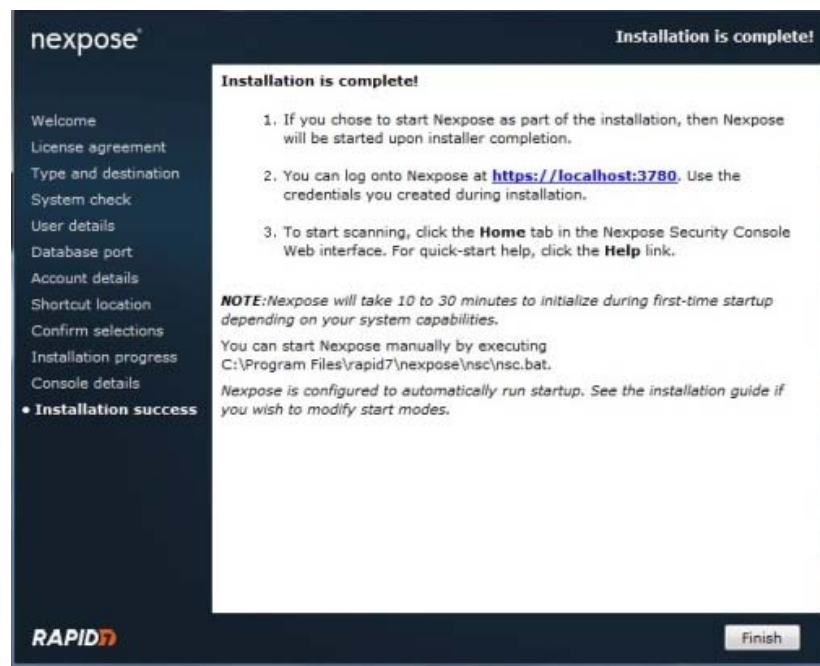 nexpose®
Installation is complete!
Installation is complete!
Welcome
License agreement
Type and destination
System check
User details
Database port
Account details
Shortcut location
Confirm selections
Installation progress
Console details
• Installation success
1. If you chose to start Nexpose as part of the installation, then Nexpose
will be started upon installer completion.
2. You can log onto Nexpose at https://localhost:3780. Use the
credentials you created during installation.
3. To start scanning, click the Home tab in the Nexpose Security Console
Web interface. For quick-start help, click the Help link.
NOTE:Nexpose will take 10 to 30 minutes to initialize during first-time startup
depending on your system capabilities.
You can start Nexpose manually by executing
C:\Program Files\rapid7\nexpose\nsc\nsc.bat.
Nexpose is configured to automatically run startup. See the installation guide if
you wish to modify start modes.
RAPID7
Finish